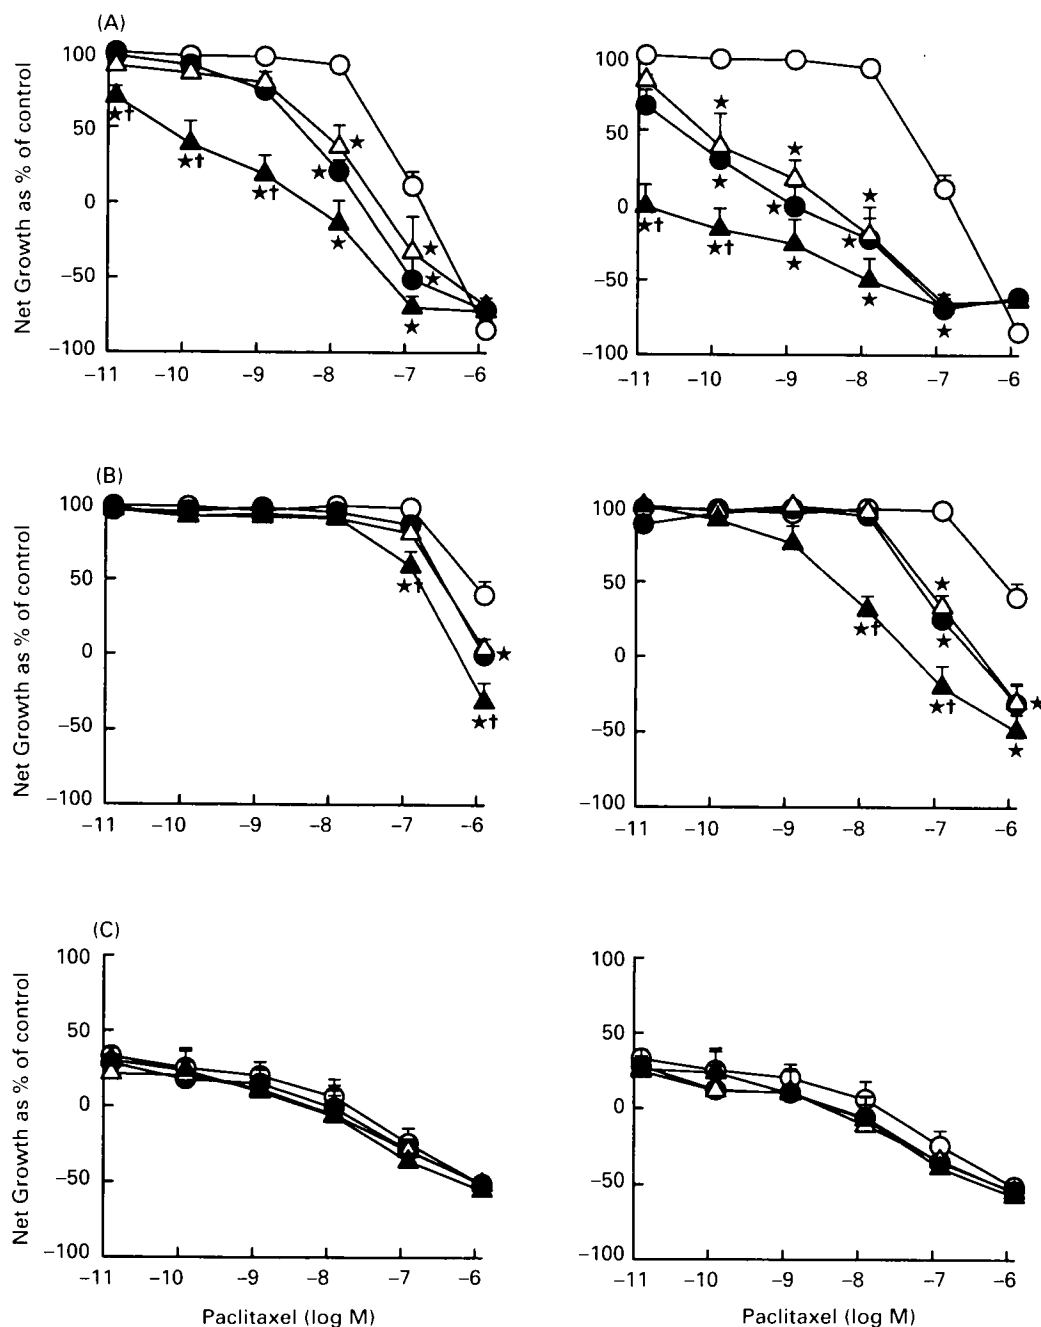 (A)
Net Growth as % of control
100
50
0
−50
−100
−11 −10 −9 −8 −7 −6
★† ★† ★† ★ ★ ★ ★ ★ ★
100
50
0
−50
−100
−11 −10 −9 −8 −7 −6
★† ★† ★ ★ ★ ★ ★ ★ ★ ★ ★
(B)
Net Growth as % of control
100
50
0
−50
−100
−11 −10 −9 −8 −7 −6
★† ★ ★†
100
50
0
−50
−100
−11 −10 −9 −8 −7 −6
★† ★ ★ ★† ★ ★
(C)
Net Growth as % of control
100
50
0
−50
−100
−11 −10 −9 −8 −7 −6
Paclitaxel (log M)
100
50
0
−50
−100
−11 −10 −9 −8 −7 −6
Paclitaxel (log M)